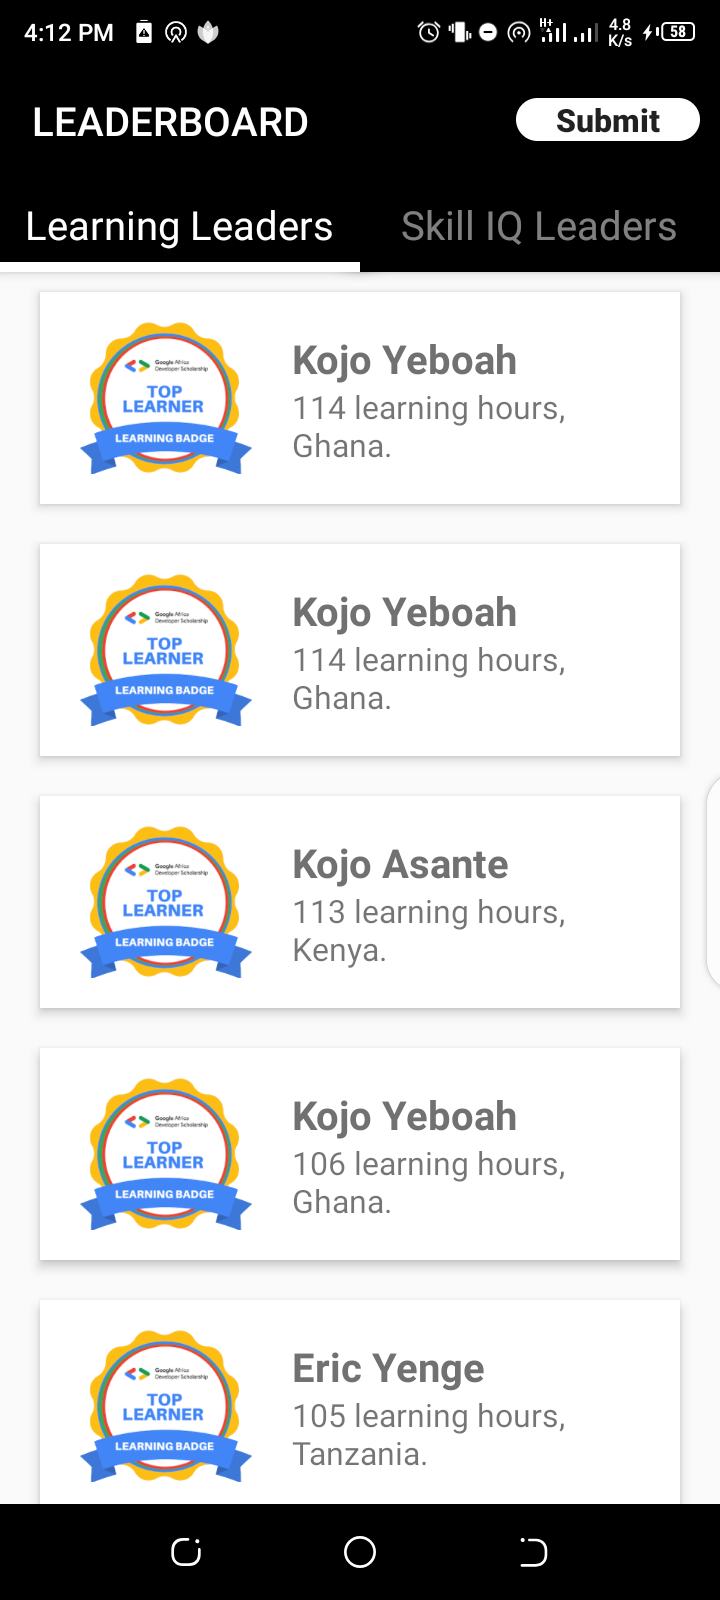 4:12 PM
H+
4.8
K/s
58
LEADERBOARD
Submit
Learning Leaders
Skill IQ Leaders
Google Africa
Developer Scholarship
TOP
LEARNER
LEARNING BADGE
Kojo Yeboah
114 learning hours,
Ghana.
Google Africa
Developer Scholarship
TOP
LEARNER
LEARNING BADGE
Kojo Yeboah
114 learning hours,
Ghana.
Google Africa
Developer Scholarship
TOP
LEARNER
LEARNING BADGE
Kojo Asante
113 learning hours,
Kenya.
Google Africa
Developer Scholarship
TOP
LEARNER
LEARNING BADGE
Kojo Yeboah
106 learning hours,
Ghana.
Google Africa
Developer Scholarship
TOP
LEARNER
LEARNING BADGE
Eric Yenge
105 learning hours,
Tanzania.